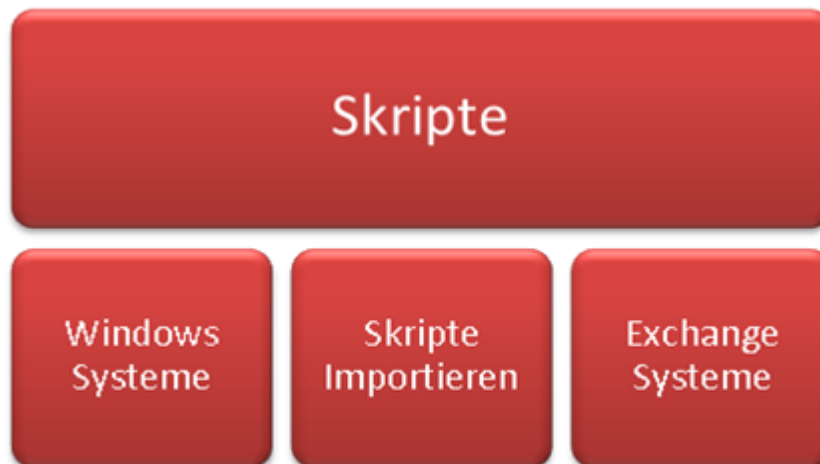 Skripte
Windows
Systeme
Skripte
Importieren
Exchange
Systeme